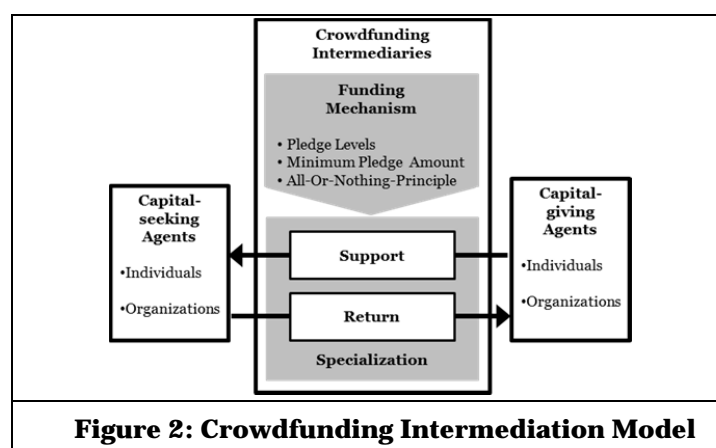 Crowdfunding
Intermediaries
Funding
Mechanism
• Pledge Levels
• Minimum Pledge Amount
• All-Or-Nothing-Principle
Capital-
seeking
Agents
•Individuals
•Organizations
Support
Return
Specialization
Capital-
giving
Agents
•Individuals
•Organizations
Figure 2: Crowdfunding Intermediation Model